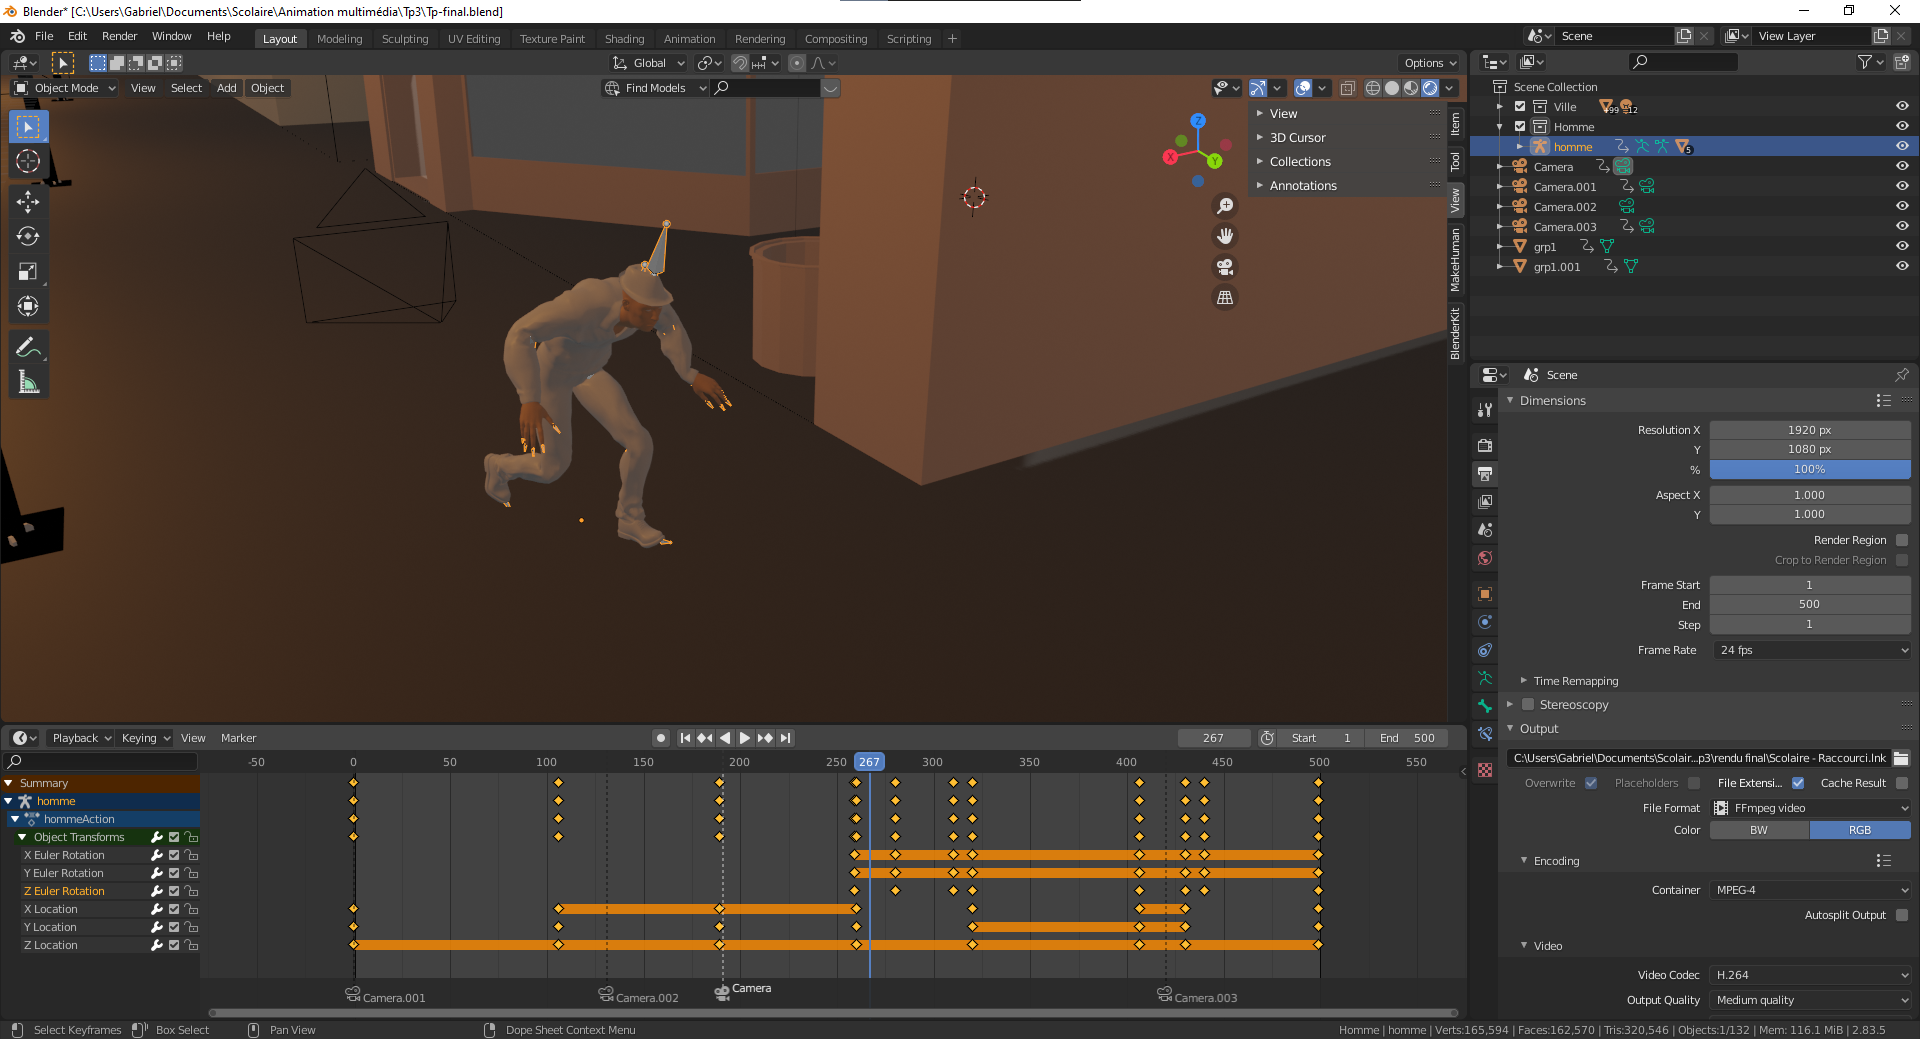 Blender* [C:\Users\Gabriel\Documents\Scolaire\Animation multimédia\Tp3\Tp-final.blend]
File Edit Render Window Help Layout Modeling Sculpting UV Editing Texture Paint Shading Animation Rendering Compositing Scripting + Scene View Layer
Global Options
Object Mode View Select Add Object Find Models
View
3D Cursor
Collections
Annotations
Item
Tool
View
MakeHuman
BlenderKit
Z
X
Y
Scene Collection
Ville 99 12
Homme
homme 5
Camera
Camera.001
Camera.002
Camera.003
grp1
grp1.001
Scene
Dimensions
Resolution X 1920 px
Y 1080 px
% 100%
Aspect X 1.000
Y 1.000
Render Region
Crop to Render Region
Frame Start 1
End 500
Step 1
Frame Rate 24 fps
Time Remapping
Stereoscopy
Output
C:\Users\Gabriel\Documents\Scolair...p3\rendu final\Scolaire - Raccourci.lnk
Overwrite Placeholders File Extensi... Cache Result
File Format FFmpeg video
Color BW RGB
Encoding
Container MPEG-4
Autosplit Output
Video
Video Codec H.264
Output Quality Medium quality
Playback Keying View Marker 267 Start 1 End 500
-50 0 50 100 150 200 250 267 300 350 400 450 500 550
Summary
homme
hommeAction
Object Transforms
X Euler Rotation
Y Euler Rotation
Z Euler Rotation
X Location
Y Location
Z Location
Camera.001 Camera.002 Camera Camera.003
Select Keyframes Box Select Pan View Dope Sheet Context Menu Homme | homme | Verts:165,594 | Faces:162,570 | Tris:320,546 | Objects:1/132 | Mem: 116.1 MiB | 2.83.5